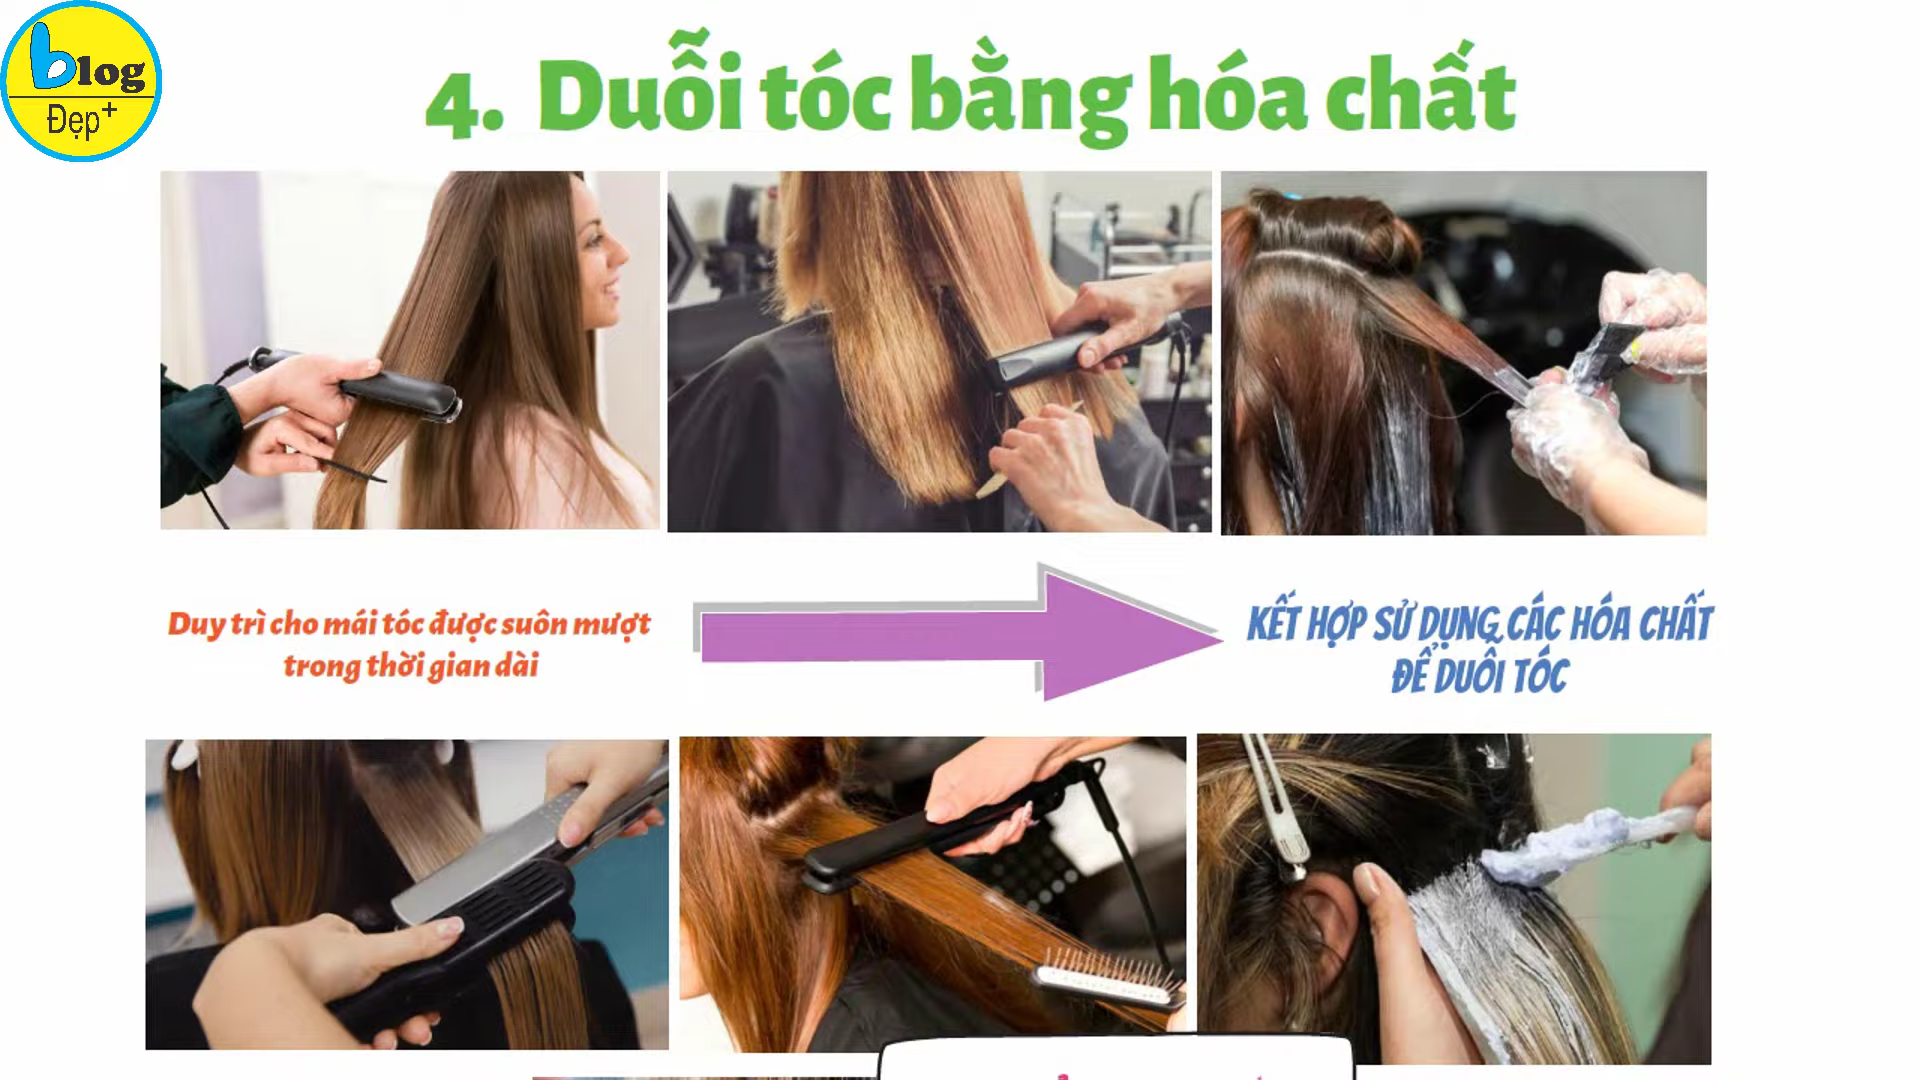 blog
Đẹp+
4. Duỗi tóc bằng hóa chất
Duy trì cho mái tóc được suôn mượt
trong thời gian dài
KẾT HỢP SỬ DỤNG CÁC HÓA CHẤT
ĐỂ DUỖI TÓC